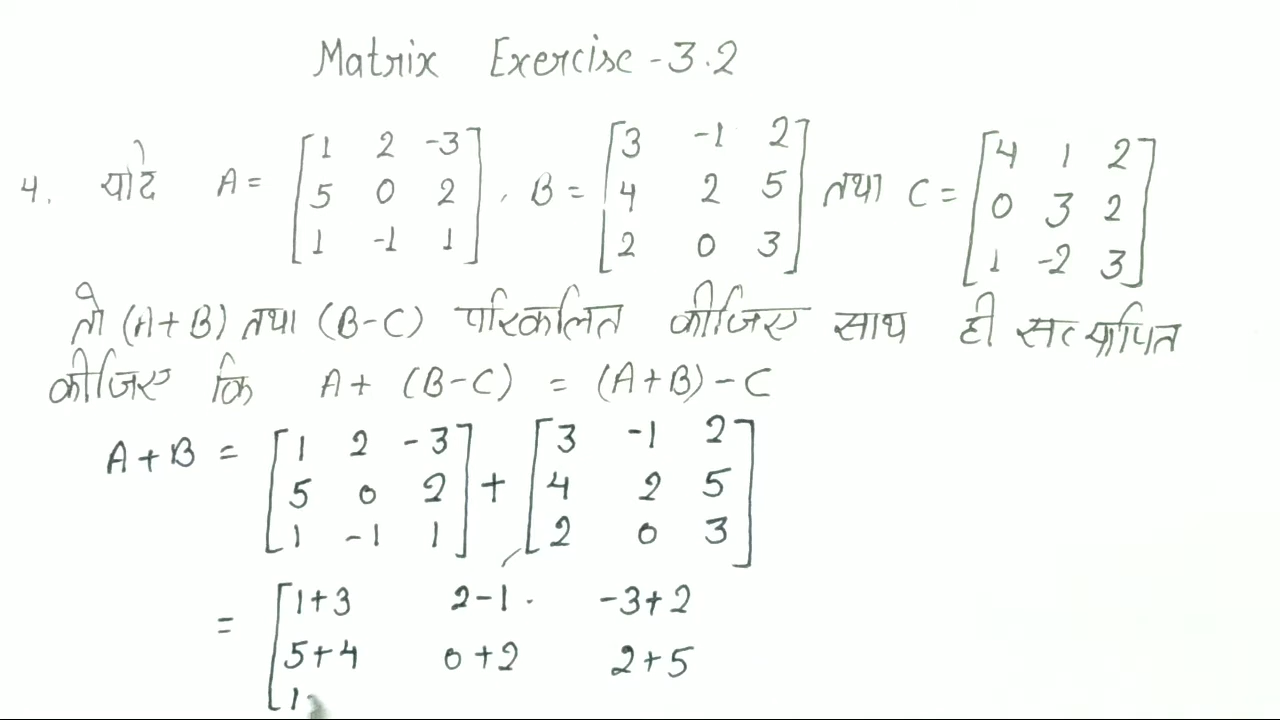 Matrix Exercise - 3.2
4. यदि A = [1 2 -3 , B = [3 -1 2 तथा C = [4 1 2
5 0 2 4 2 5 0 3 2
1 -1 1] 2 0 3] 1 -2 3]
तो (A+B) तथा (B-C) परिकलित कीजिए साथ ही सत्यापित
कीजिए कि A + (B-C) = (A+B) - C
A+B = [1 2 -3 + [3 -1 2
5 0 2 4 2 5
1 -1 1] 2 0 3]
= [1+3 2-1 -3+2
5+4 0+2 2+5
1